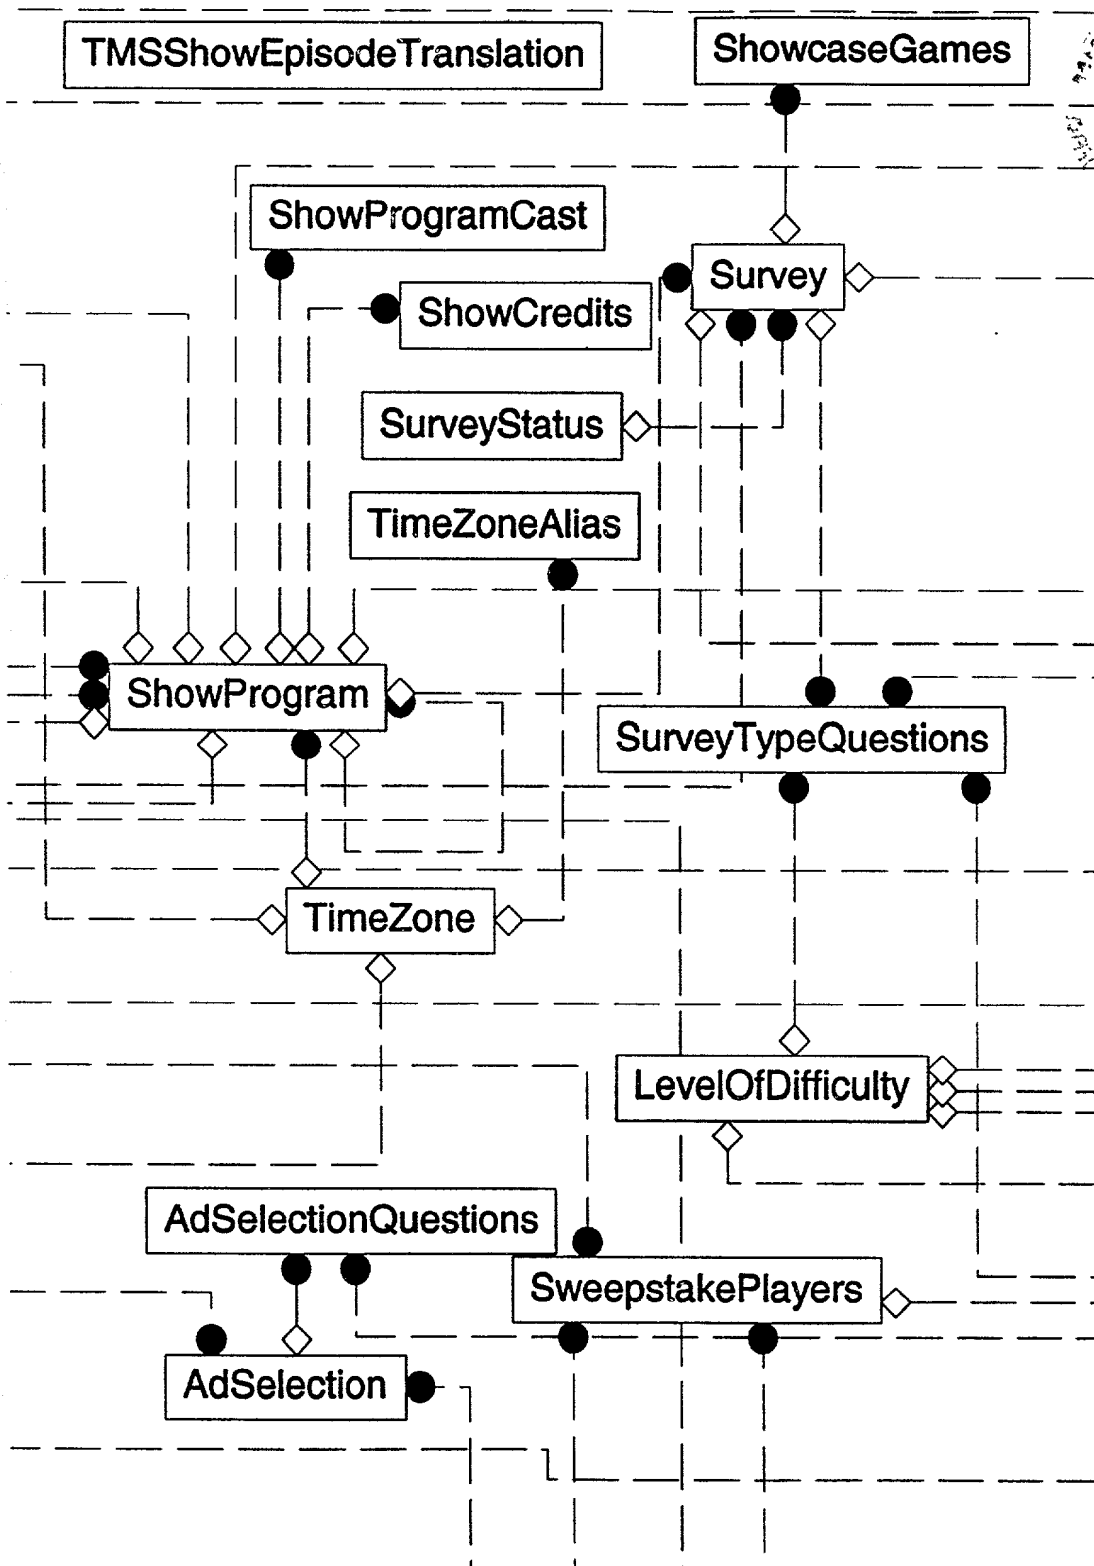 TMSShowEpisodeTranslation
ShowcaseGames
ShowProgramCast
Survey
ShowCredits
SurveyStatus
TimeZoneAlias
ShowProgram
SurveyTypeQuestions
TimeZone
LevelOfDifficulty
AdSelectionQuestions
SweepstakePlayers
AdSelection